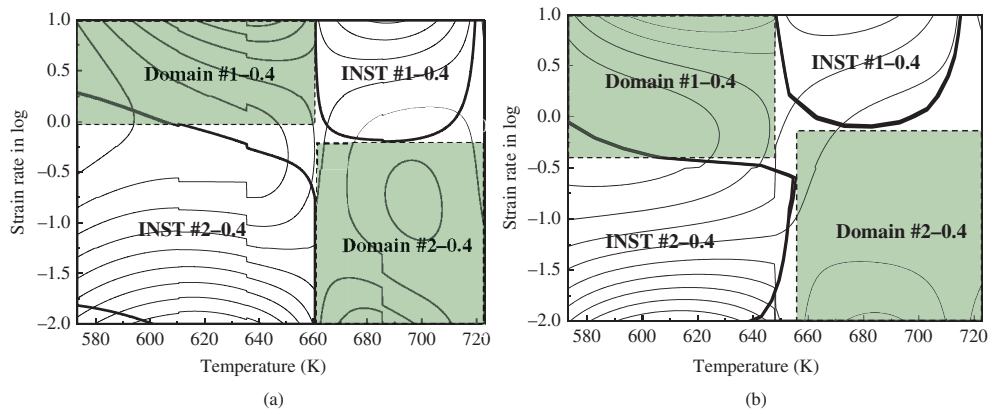 1.0
0.5
0.0
−0.5
−1.0
−1.5
−2.0
Strain rate in log
Domain #1–0.4
INST #1–0.4
INST #2–0.4
Domain #2–0.4
580 600 620 640 660 680 700 720
Temperature (K)
(a)
1.0
0.5
0.0
−0.5
−1.0
−1.5
−2.0
Strain rate in log
Domain #1–0.4
INST #1–0.4
INST #2–0.4
Domain #2–0.4
580 600 620 640 660 680 700 720
Temperature (K)
(b)